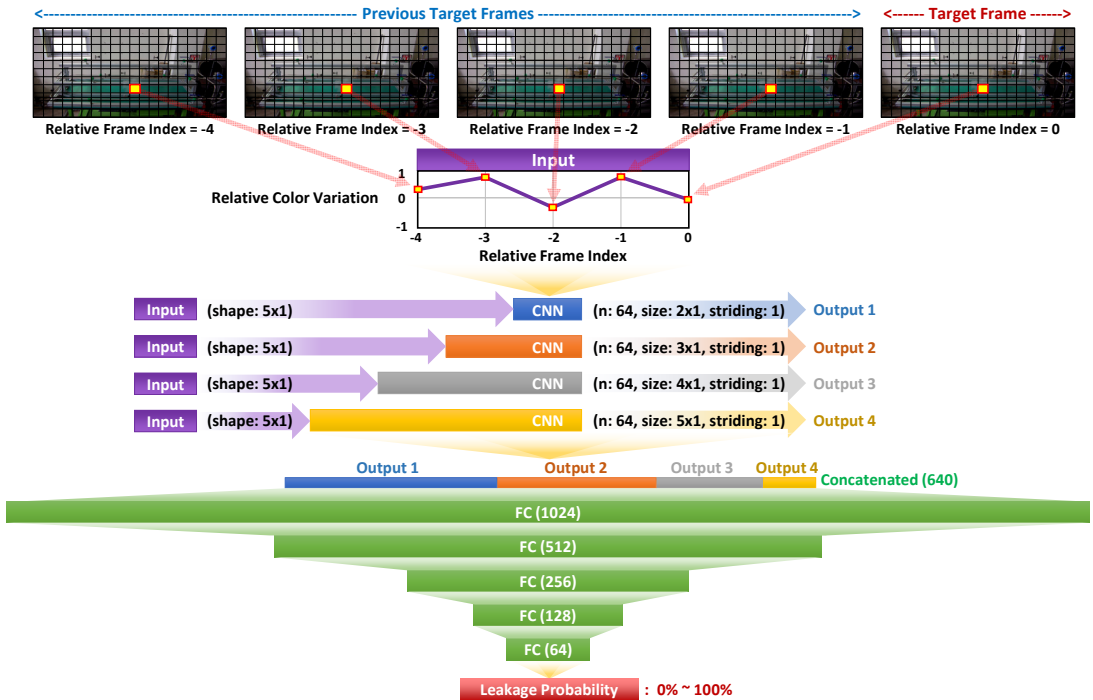 <------------------------------------ Previous Target Frames ------------------------------------>
<------ Target Frame ------>
Relative Frame Index = -4
Relative Frame Index = -3
Relative Frame Index = -2
Relative Frame Index = -1
Relative Frame Index = 0
Input
Relative Color Variation
1
0
-1
-4 -3 -2 -1 0
Relative Frame Index
Input (shape: 5x1) CNN (n: 64, size: 2x1, striding: 1) Output 1
Input (shape: 5x1) CNN (n: 64, size: 3x1, striding: 1) Output 2
Input (shape: 5x1) CNN (n: 64, size: 4x1, striding: 1) Output 3
Input (shape: 5x1) CNN (n: 64, size: 5x1, striding: 1) Output 4
Output 1 Output 2 Output 3 Output 4
Concatenated (640)
FC (1024)
FC (512)
FC (256)
FC (128)
FC (64)
Leakage Probability : 0% ~ 100%